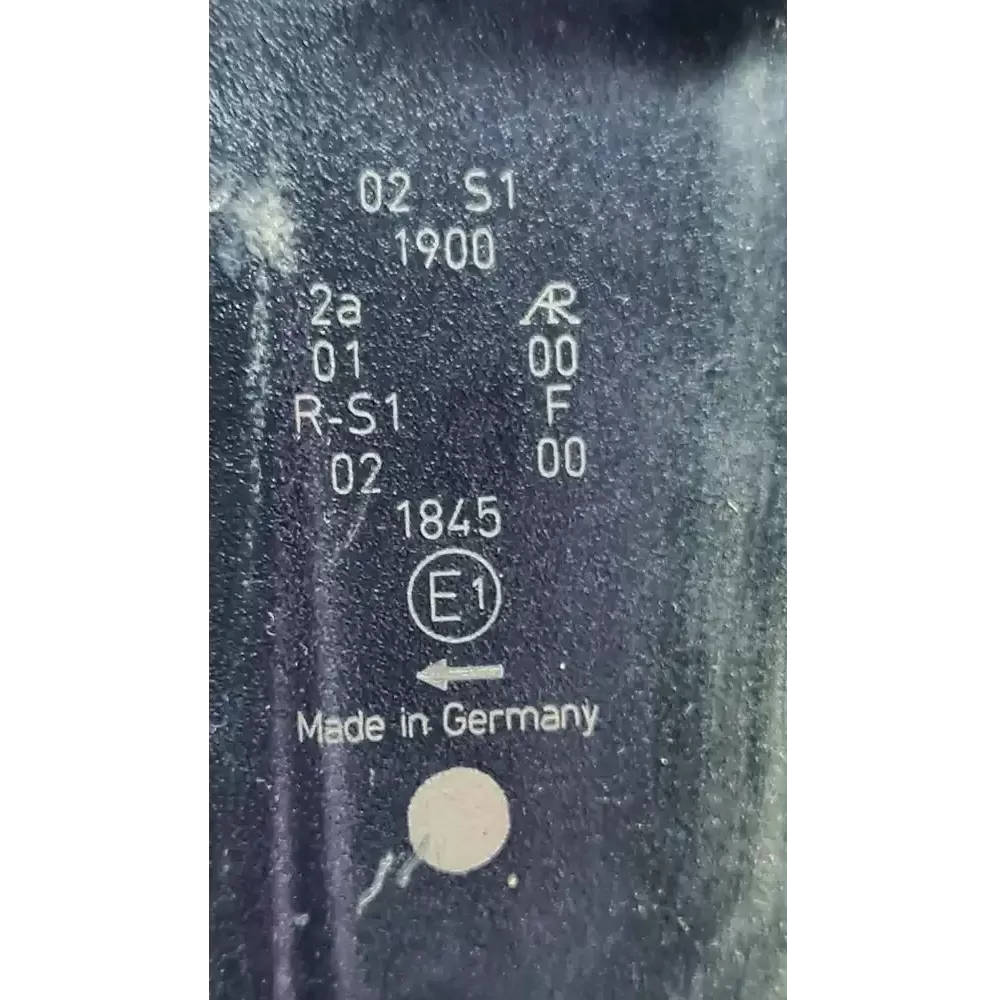 02 S1
1900
2a AR
01 00
R-S1 F
02 00
1845
E1
Made in Germany